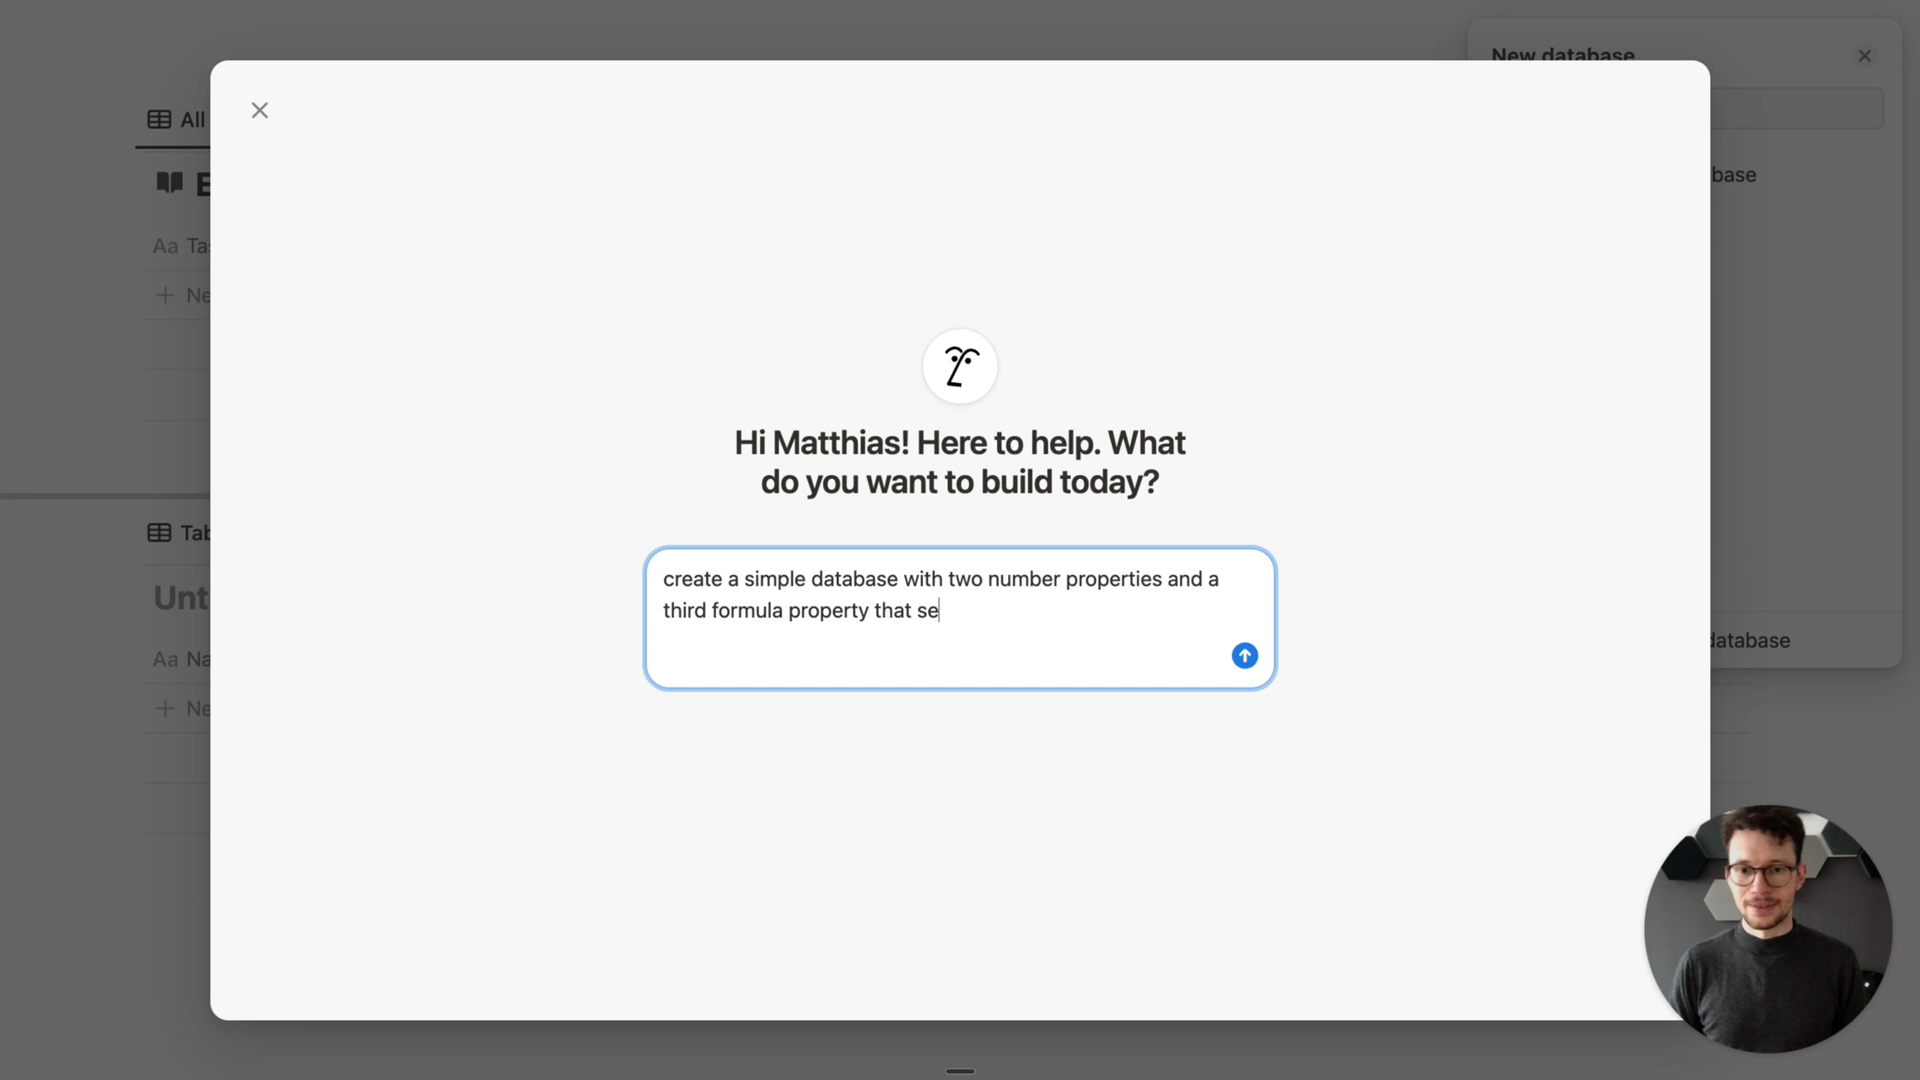 New database
All
E
base
Aa Ta
Ne
Hi Matthias! Here to help. What
do you want to build today?
Tab
create a simple database with two number properties and a
third formula property that se
Unt
database
Aa Na
Ne